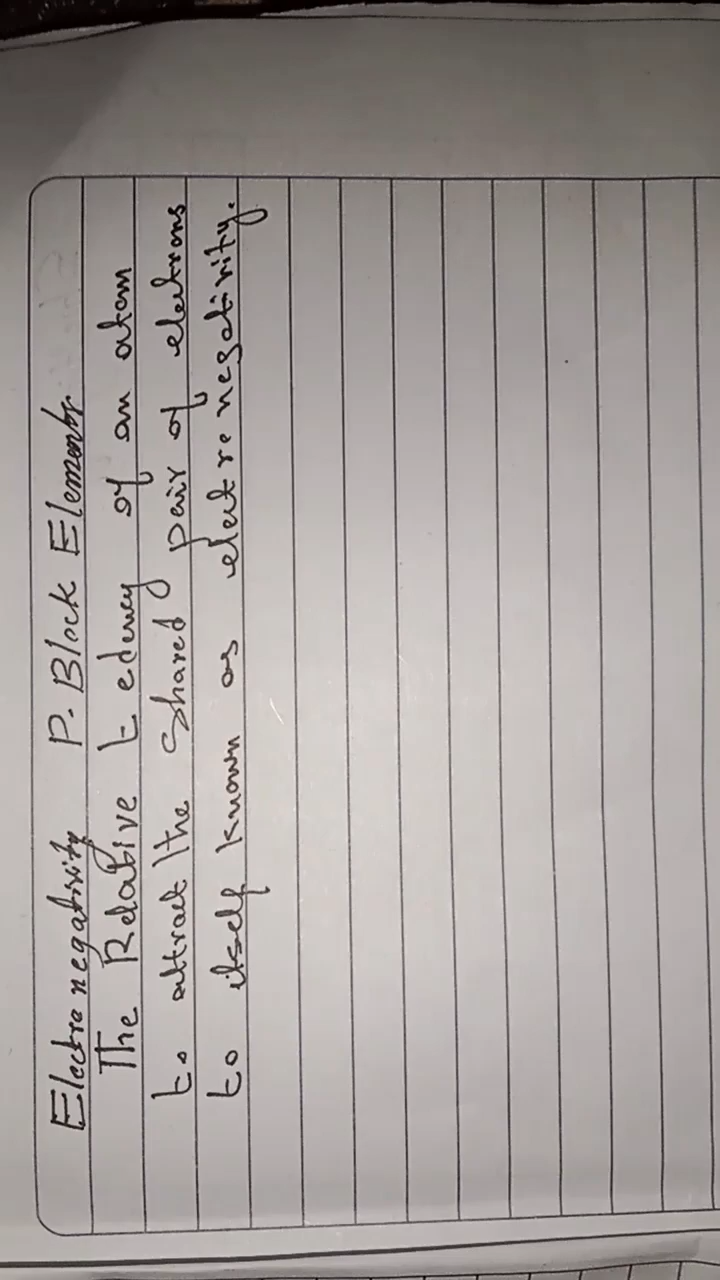 Electronegativity P. Block Elements
The Relative tedency of an atom
to attract the shared pair of electrons
to itself known as electronegativity.